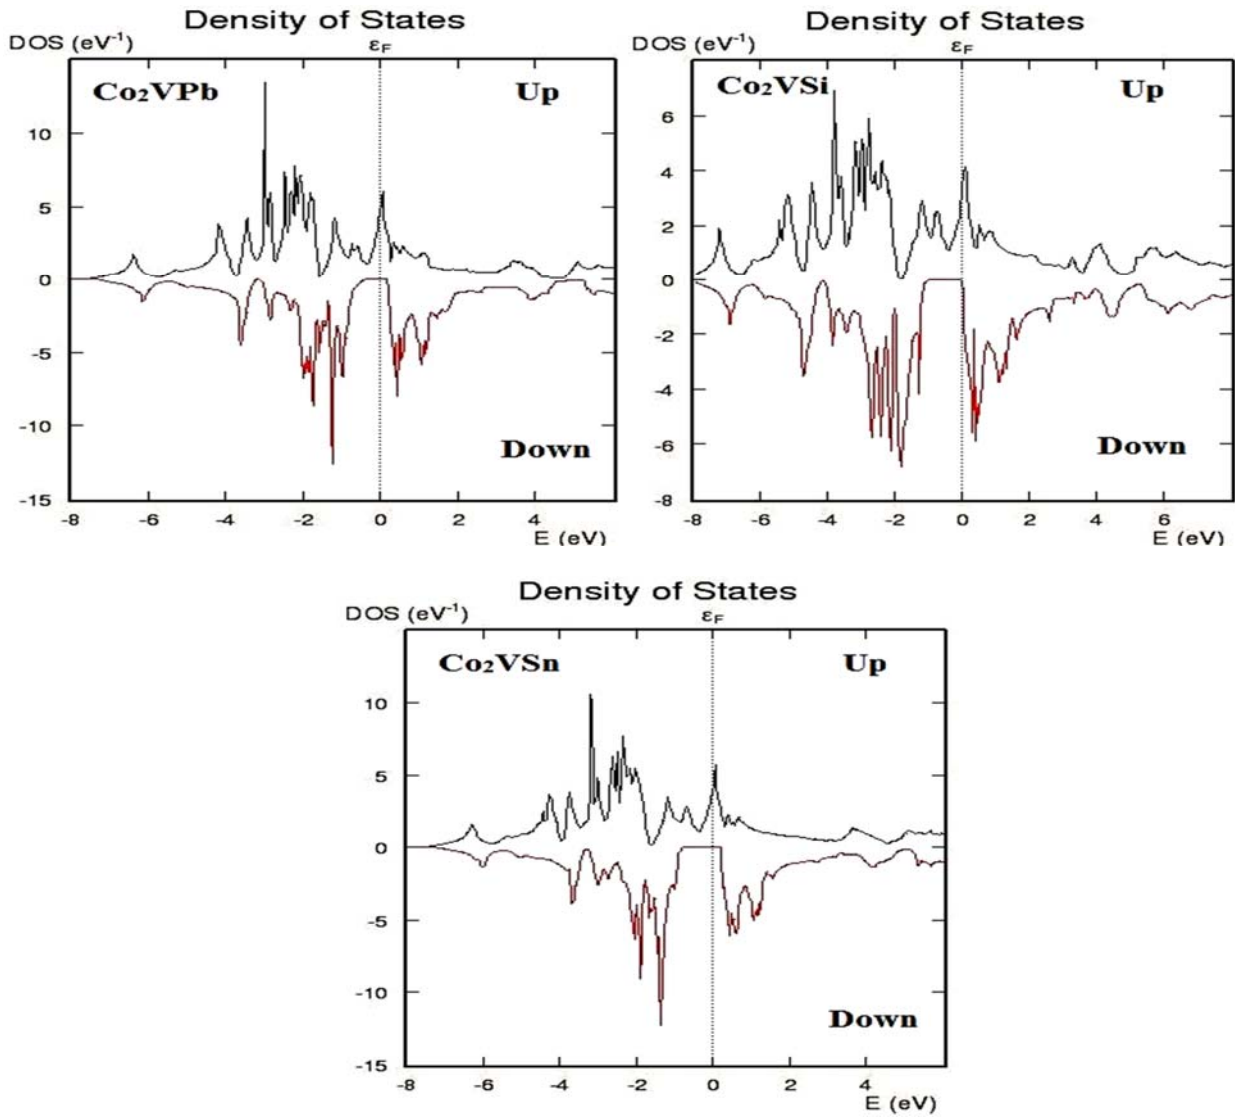 Density of States
DOS (eV⁻¹)
εF
Co₂VPb
Up
10
5
0
-5
-10
-15
Down
-8 -6 -4 -2 0 2 4
E (eV)
Density of States
DOS (eV⁻¹)
εF
Co₂VSi
Up
6
4
2
0
-2
-4
-6
-8
Down
-8 -6 -4 -2 0 2 4 6
E (eV)
Density of States
DOS (eV⁻¹)
εF
Co₂VSn
Up
10
5
0
-5
-10
-15
Down
-8 -6 -4 -2 0 2 4
E (eV)